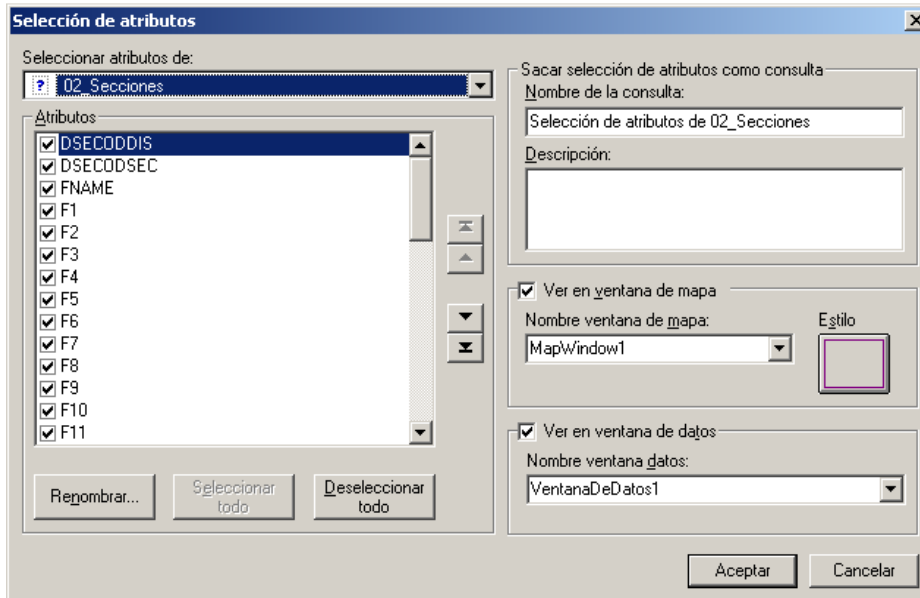 Selección de atributos
Seleccionar atributos de:
? 02_Secciones
Atributos
DSECODDIS
DSECODSEC
FNAME
F1
F2
F3
F4
F5
F6
F7
F8
F9
F10
F11
Renombrar...
Seleccionar
todo
Deseleccionar
todo
Sacar selección de atributos como consulta
Nombre de la consulta:
Selección de atributos de 02_Secciones
Descripción:
Ver en ventana de mapa
Nombre ventana de mapa:
MapWindow1
Estilo
Ver en ventana de datos
Nombre ventana datos:
VentanaDeDatos1
Aceptar
Cancelar